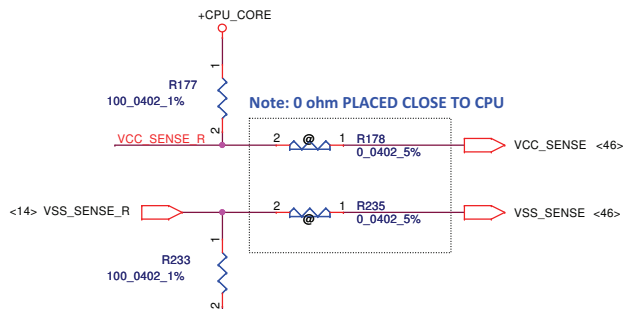 +CPU_CORE
1
R177
100_0402_1%
2
Note: 0 ohm PLACED CLOSE TO CPU
VCC_SENSE_R
2
@
1
R178
0_0402_5%
VCC_SENSE <46>
<14> VSS_SENSE_R
2
@
1
R235
0_0402_5%
VSS_SENSE <46>
1
R233
100_0402_1%
2